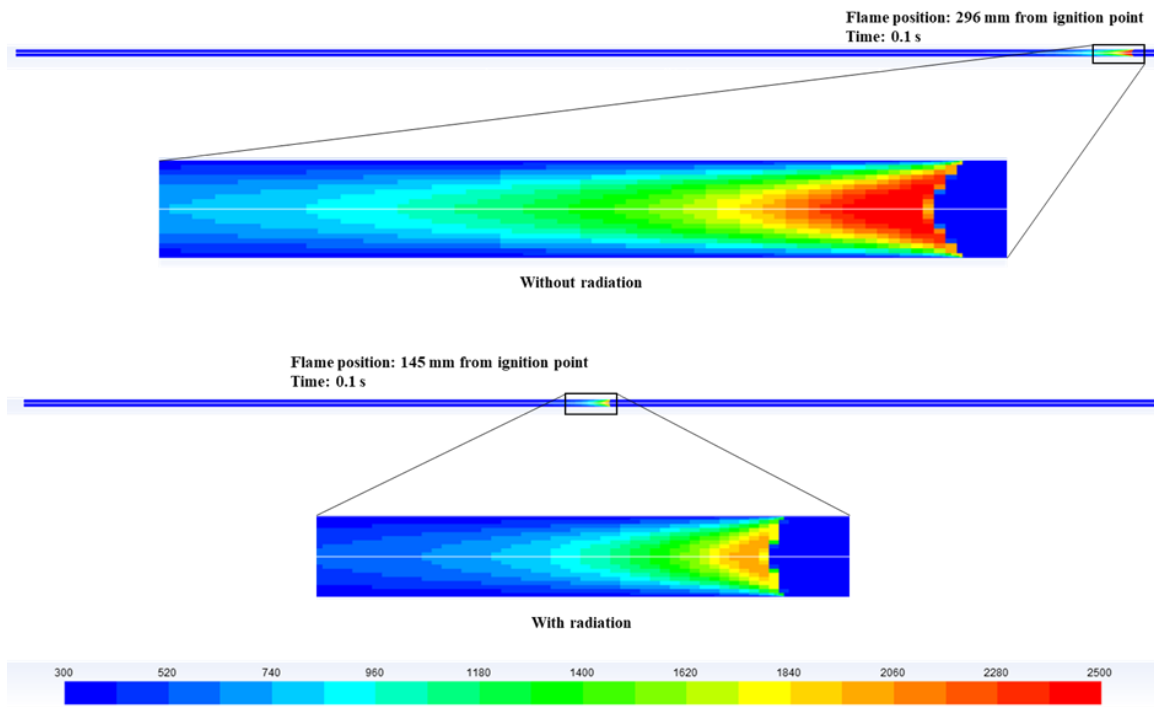 Flame position: 296 mm from ignition point
Time: 0.1 s
Without radiation
Flame position: 145 mm from ignition point
Time: 0.1 s
With radiation
300 520 740 960 1180 1400 1620 1840 2060 2280 2500